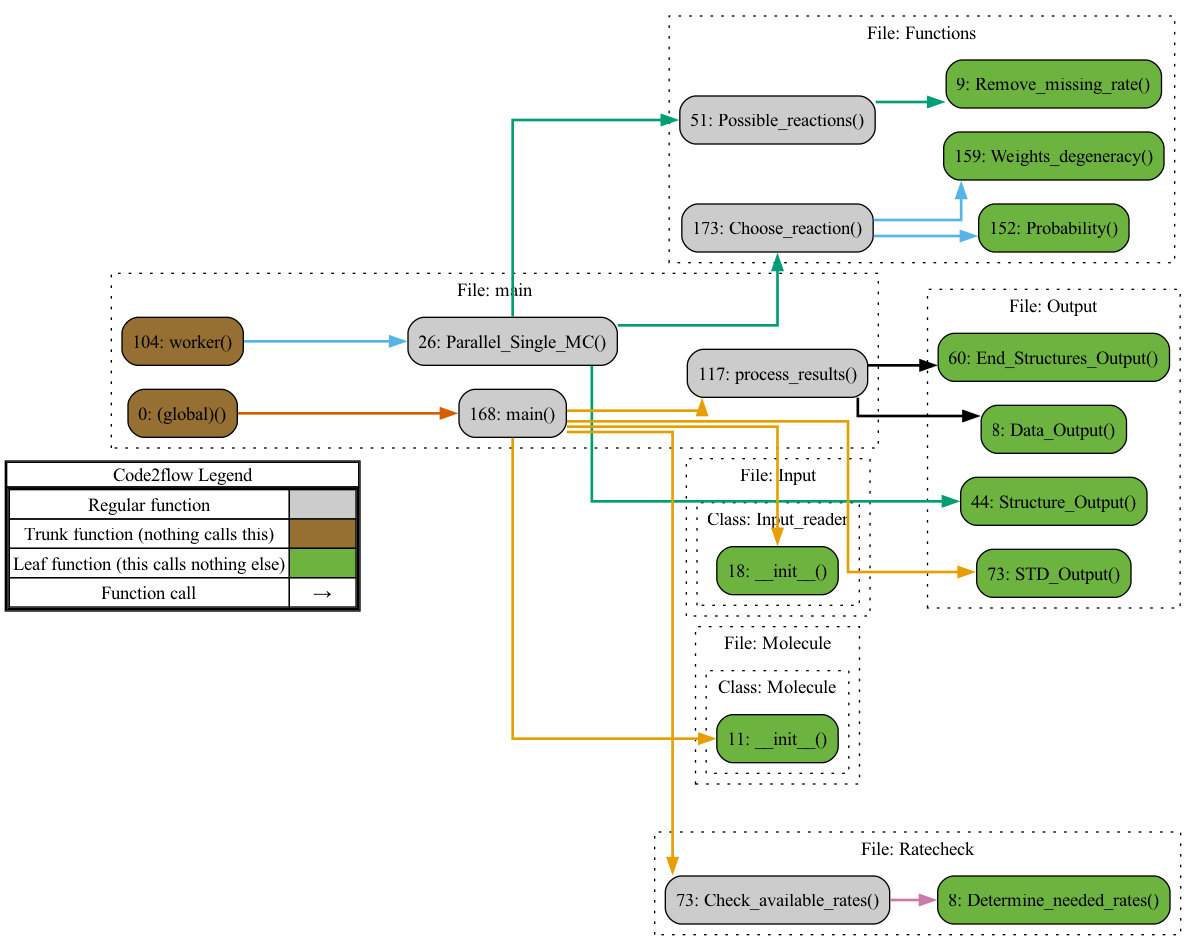 File: Functions
9: Remove_missing_rate()
51: Possible_reactions()
159: Weights_degeneracy()
173: Choose_reaction()
152: Probability()
File: main
104: worker()
26: Parallel_Single_MC()
117: process_results()
0: (global)()
168: main()
File: Output
60: End_Structures_Output()
8: Data_Output()
44: Structure_Output()
73: STD_Output()
File: Input
Class: Input_reader
18: __init__()
Code2flow Legend
Regular function
Trunk function (nothing calls this)
Leaf function (this calls nothing else)
Function call →
File: Molecule
Class: Molecule
11: __init__()
File: Ratecheck
73: Check_available_rates()
8: Determine_needed_rates()